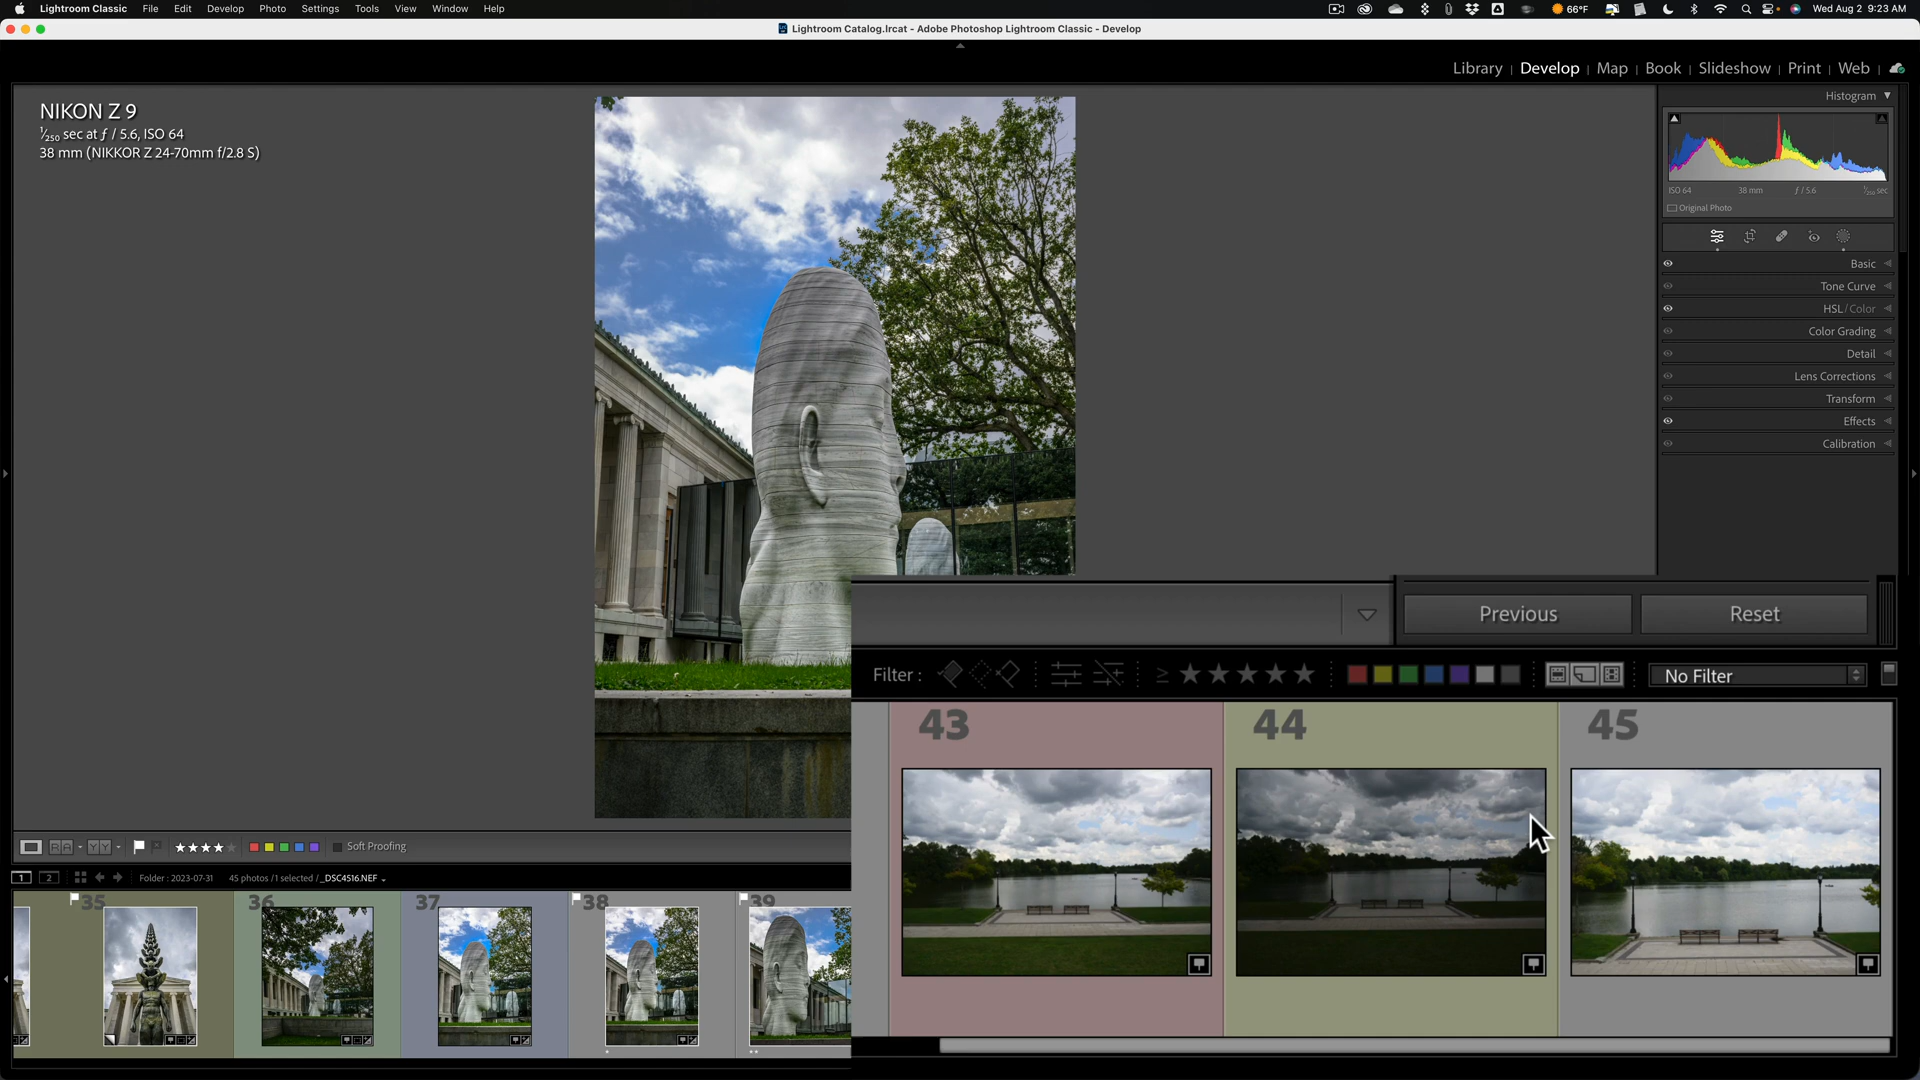 Lightroom Classic File Edit Develop Photo Settings Tools View Window Help 66°F Wed Aug 2 9:23 AM
Lightroom Catalog.lrcat - Adobe Photoshop Lightroom Classic - Develop
Library | Develop | Map | Book | Slideshow | Print | Web
NIKON Z 9
1/250 sec at ƒ / 5.6, ISO 64
38 mm (NIKKOR Z 24-70mm f/2.8 S)
Histogram
ISO 64 38 mm ƒ / 5.6 1/250 sec
Original Photo
Basic
Tone Curve
HSL / Color
Color Grading
Detail
Lens Corrections
Transform
Effects
Calibration
Previous Reset
Filter : ≥ ★★★★★ No Filter
43 44 45
RA YY ★★★★★ Soft Proofing
1 2 Folder : 2023-07-31 45 photos / 1 selected / _DSC4516.NEF
35 36 37 38 39